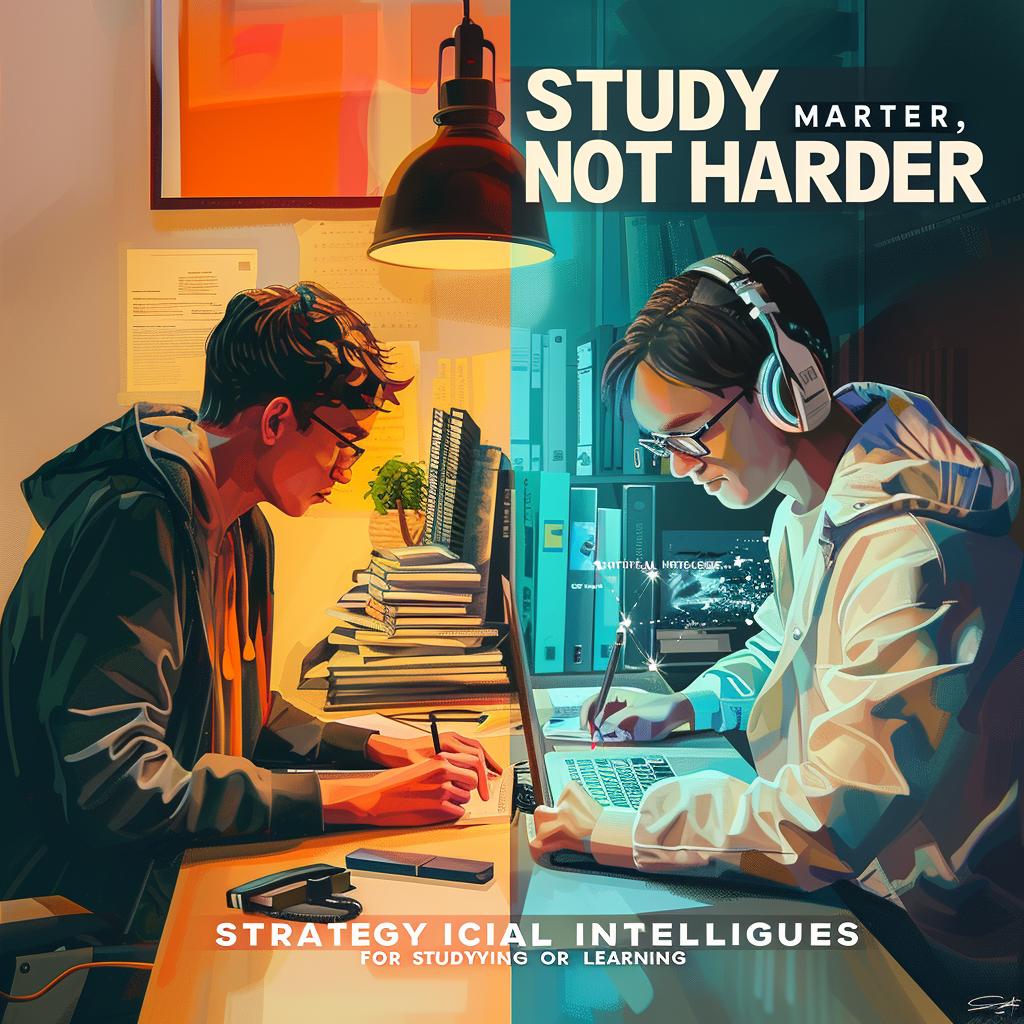 STUDY MARTER,
NOT HARDER
STRATEGY ICIAL INTELLIGUES
FOR STUDYYING OR LEARNING